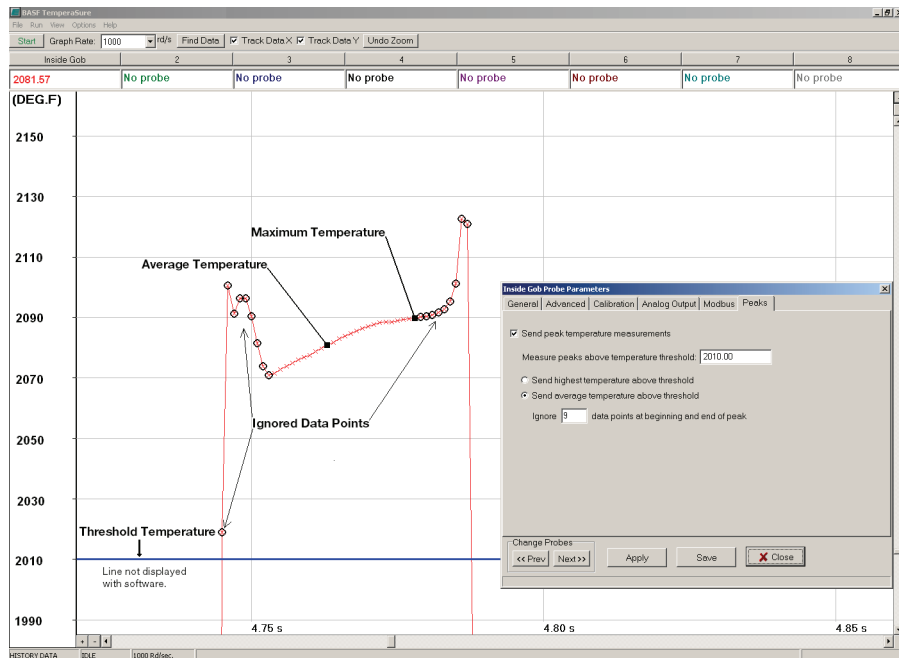 BASF TemperaSure
File Run View Options Help
Start Graph Rate: 1000 rd/s Find Data Track Data X Track Data Y Undo Zoom
Inside Gob 2 3 4 5 6 7 8
2081.57 No probe No probe No probe No probe No probe No probe No probe
(DEG.F)
2150
2130
2110
2090
2070
2050
2030
2010
1990
Maximum Temperature
Average Temperature
Ignored Data Points
Threshold Temperature
Line not displayed
with software.
4.75 s 4.80 s 4.85 s
Inside Gob Probe Parameters
General Advanced Calibration Analog Output Modbus Peaks
Send peak temperature measurements
Measure peaks above temperature threshold: 2010.00
Send highest temperature above threshold
Send average temperature above threshold
Ignore 9 data points at beginning and end of peak
Change Probes
<< Prev Next >> Apply Save Close
HISTORY DATA IDLE 1000 Rd/sec.